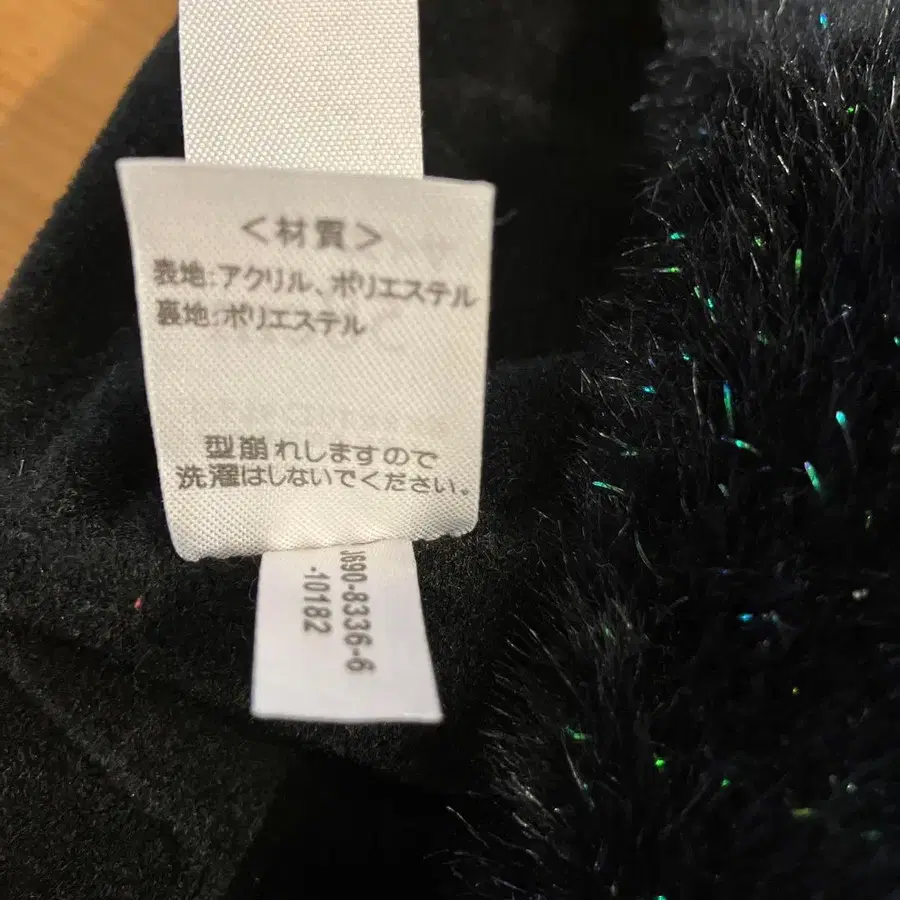 <材質>
表地:アクリル、ポリエステル
裏地:ポリエステル
型崩れしますので
洗濯はしないでください。
J690-8336-6
-10182